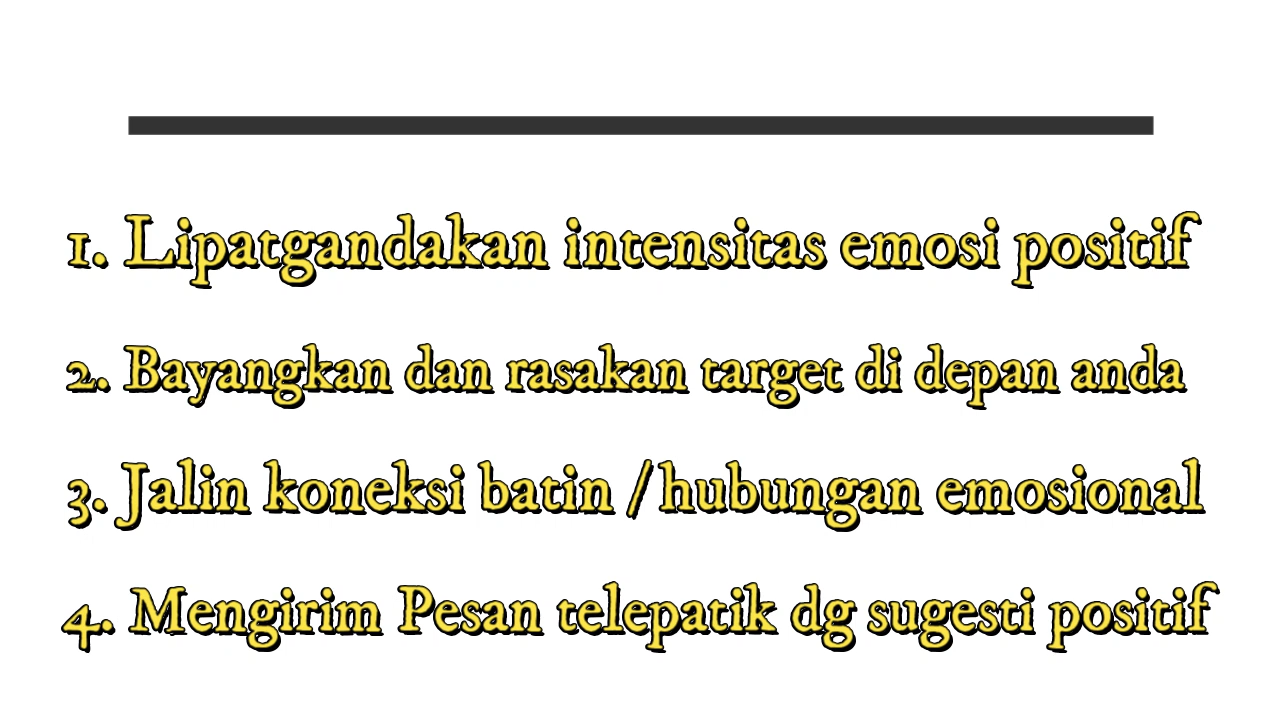 1. Lipatgandakan intensitas emosi positif
2. Bayangkan dan rasakan target di depan anda
3. Jalin koneksi batin / hubungan emosional
4. Mengirim Pesan telepatik dg sugesti positif